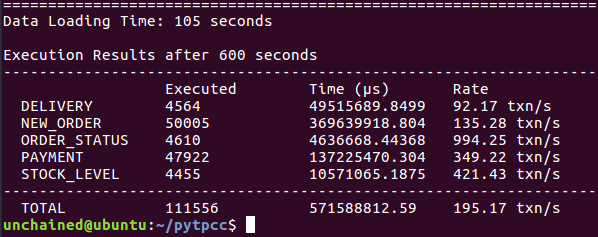 ==================================================================
Data Loading Time: 105 seconds
Execution Results after 600 seconds
------------------------------------------------------------------
Executed Time (µs) Rate
DELIVERY 4564 49515689.8499 92.17 txn/s
NEW_ORDER 50005 369639918.804 135.28 txn/s
ORDER_STATUS 4610 4636668.44368 994.25 txn/s
PAYMENT 47922 137225470.304 349.22 txn/s
STOCK_LEVEL 4455 10571065.1875 421.43 txn/s
------------------------------------------------------------------
TOTAL 111556 571588812.59 195.17 txn/s
unchained@ubuntu:~/pytpcc$